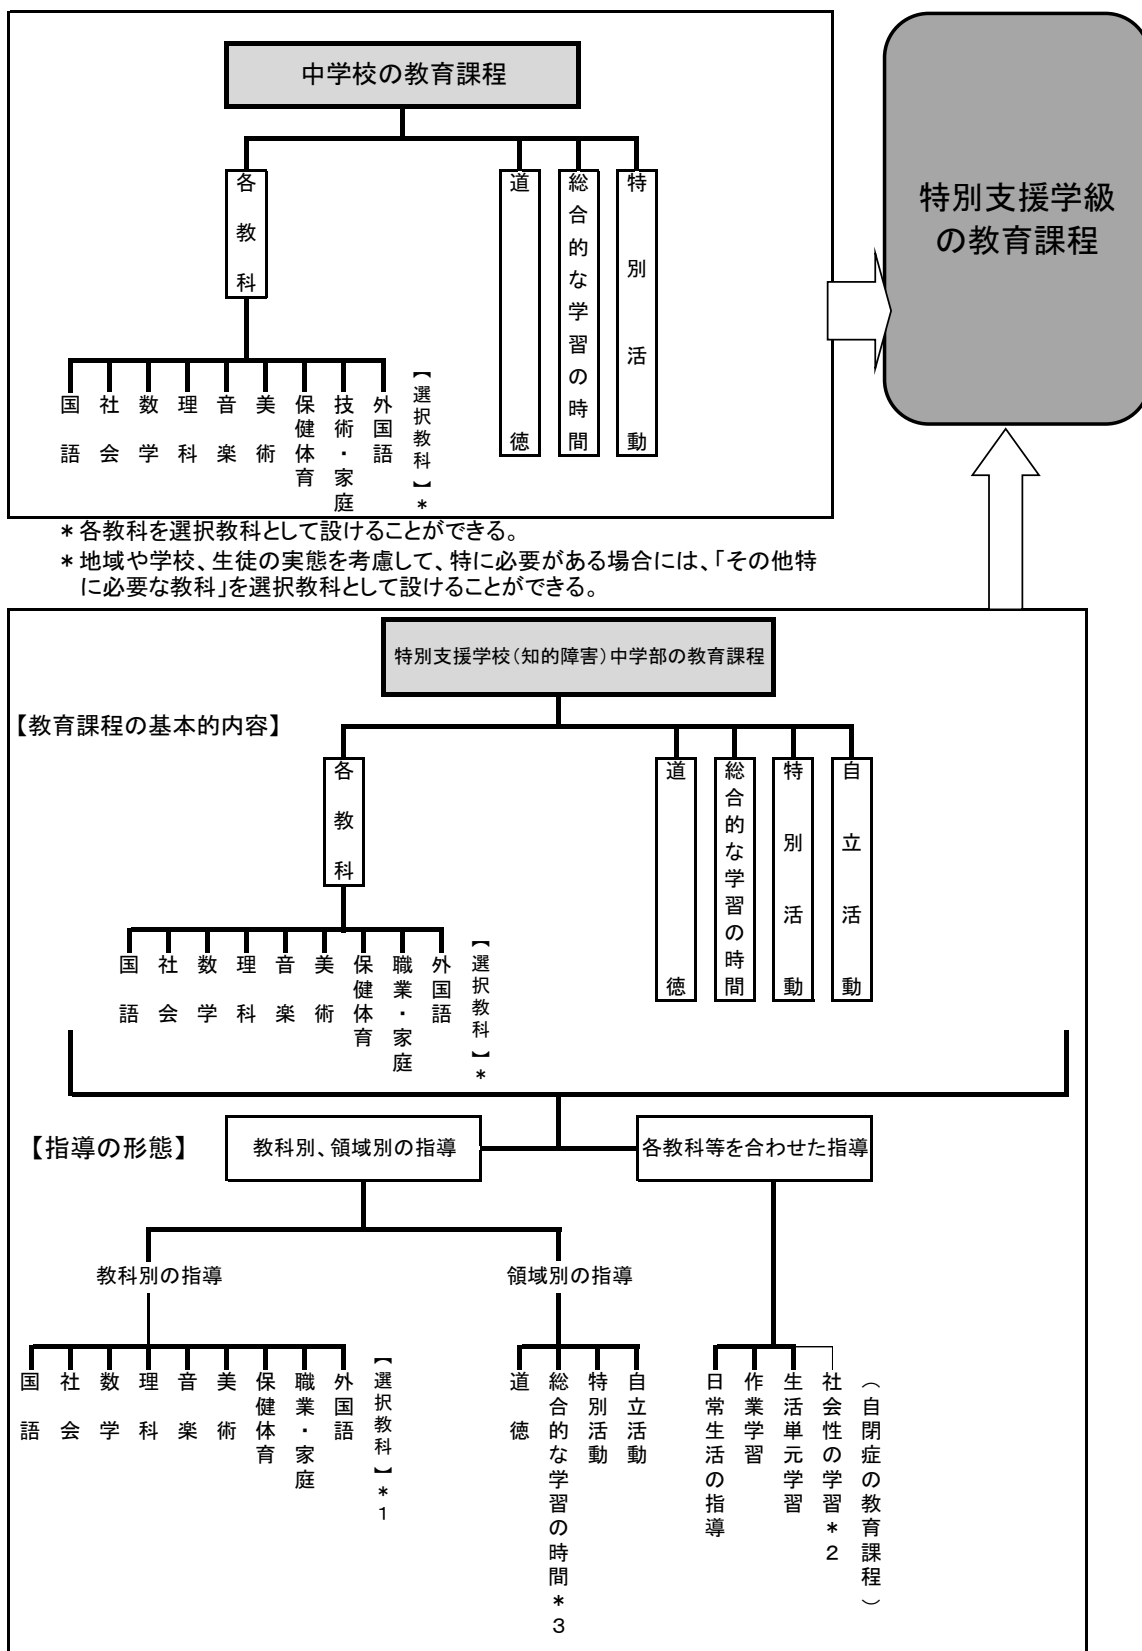 中学校の教育課程
各教科
道徳
総合的な学習の時間
特別活動
国語
社会
数学
理科
音楽
美術
保健体育
技術・家庭
外国語
【選択教科】*
特別支援学級
の教育課程
* 各教科を選択教科として設けることができる。
* 地域や学校、生徒の実態を考慮して、特に必要がある場合には、「その他特
に必要な教科」を選択教科として設けることができる。
特別支援学校(知的障害)中学部の教育課程
【教育課程の基本的内容】
各教科
道徳
総合的な学習の時間
特別活動
自立活動
国語
社会
数学
理科
音楽
美術
保健体育
職業・家庭
外国語
【選択教科】*
【指導の形態】
教科別、領域別の指導
各教科等を合わせた指導
教科別の指導
領域別の指導
国語
社会
数学
理科
音楽
美術
保健体育
職業・家庭
外国語
【選択教科】*1
道徳
総合的な学習の時間*3
特別活動
自立活動
日常生活の指導
作業学習
生活単元学習
社会性の学習*2
(自閉症の教育課程)